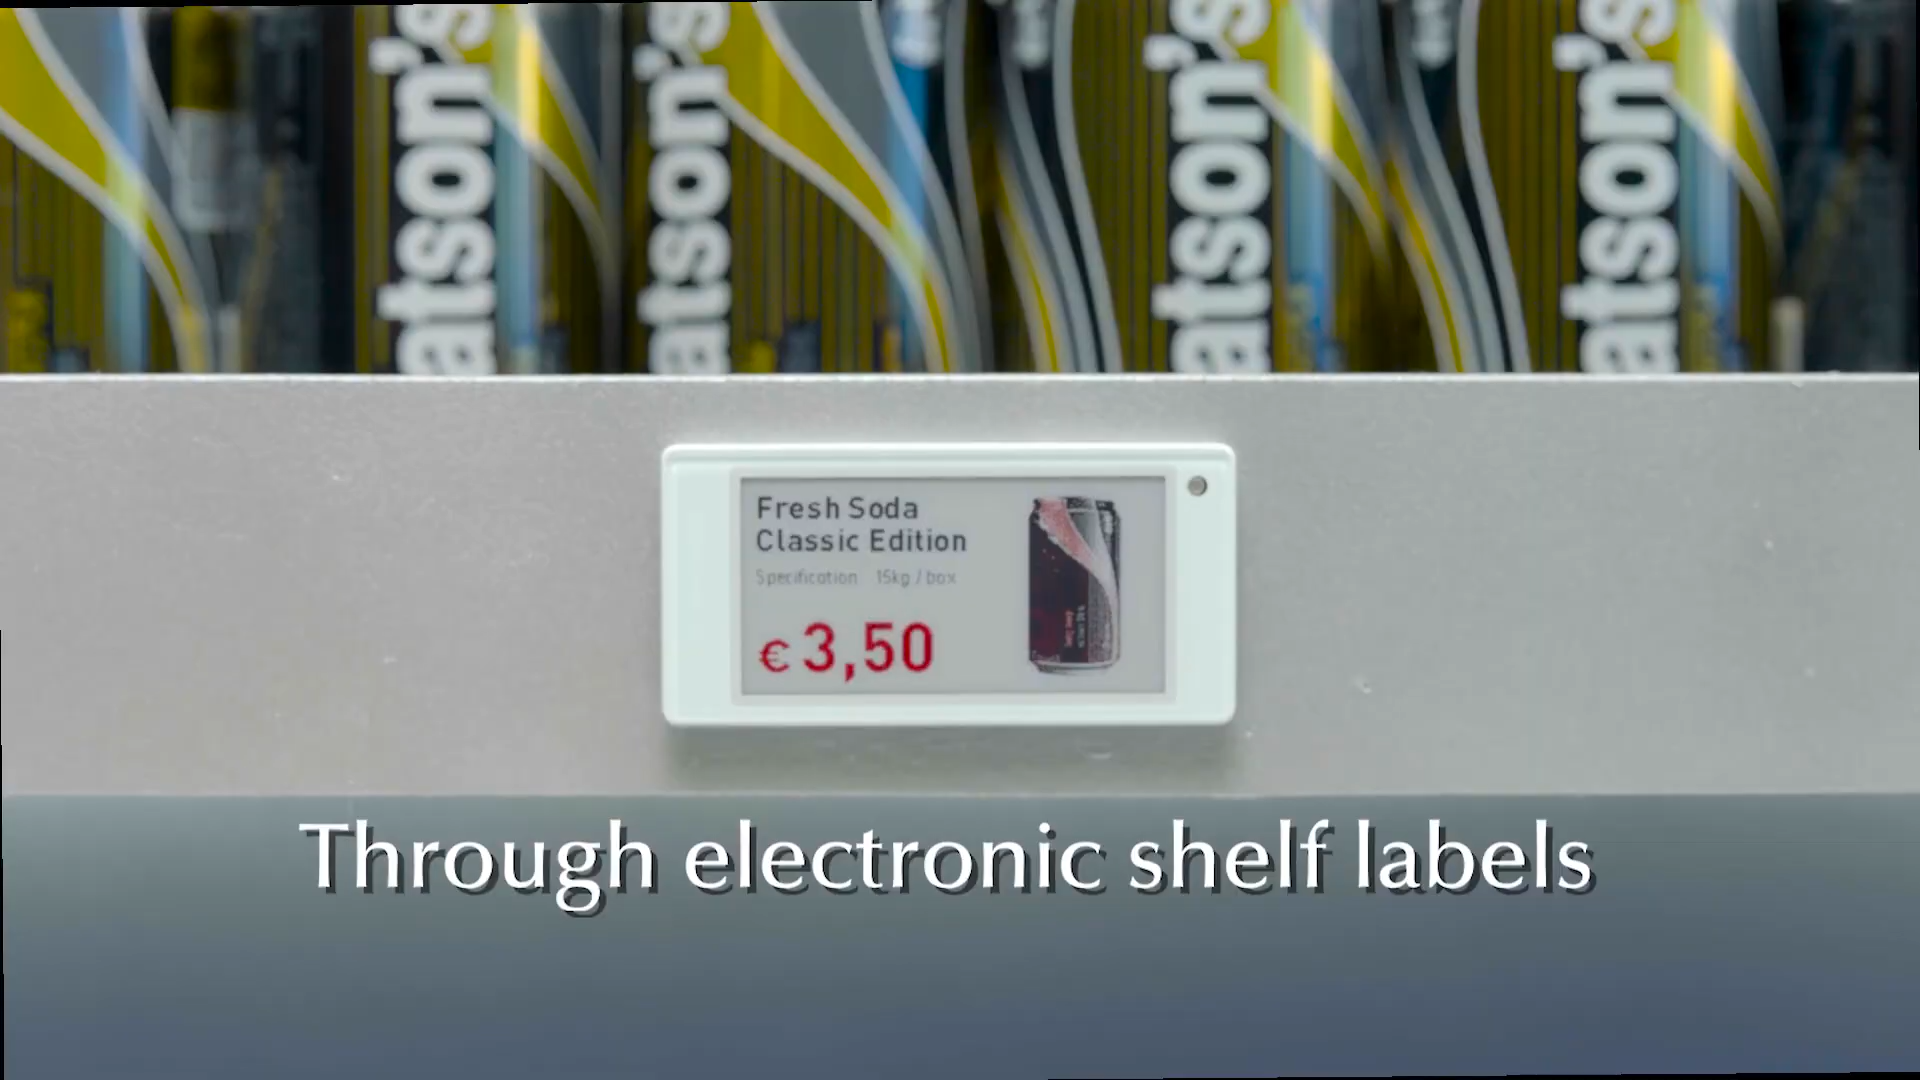 atson's
atson's
atson's
atson's
Fresh Soda
Classic Edition
Specification 15kg / box
€ 3,50
Through electronic shelf labels